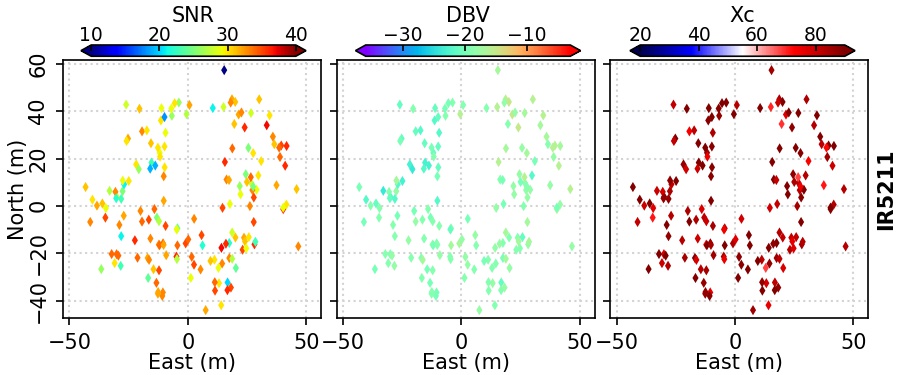 SNR DBV Xc
10 20 30 40 −30 −20 −10 20 40 60 80
60
40
20
0
−20
−40
North (m)
IR5211
−50 0 50 −50 0 50 −50 0 50
East (m) East (m) East (m)